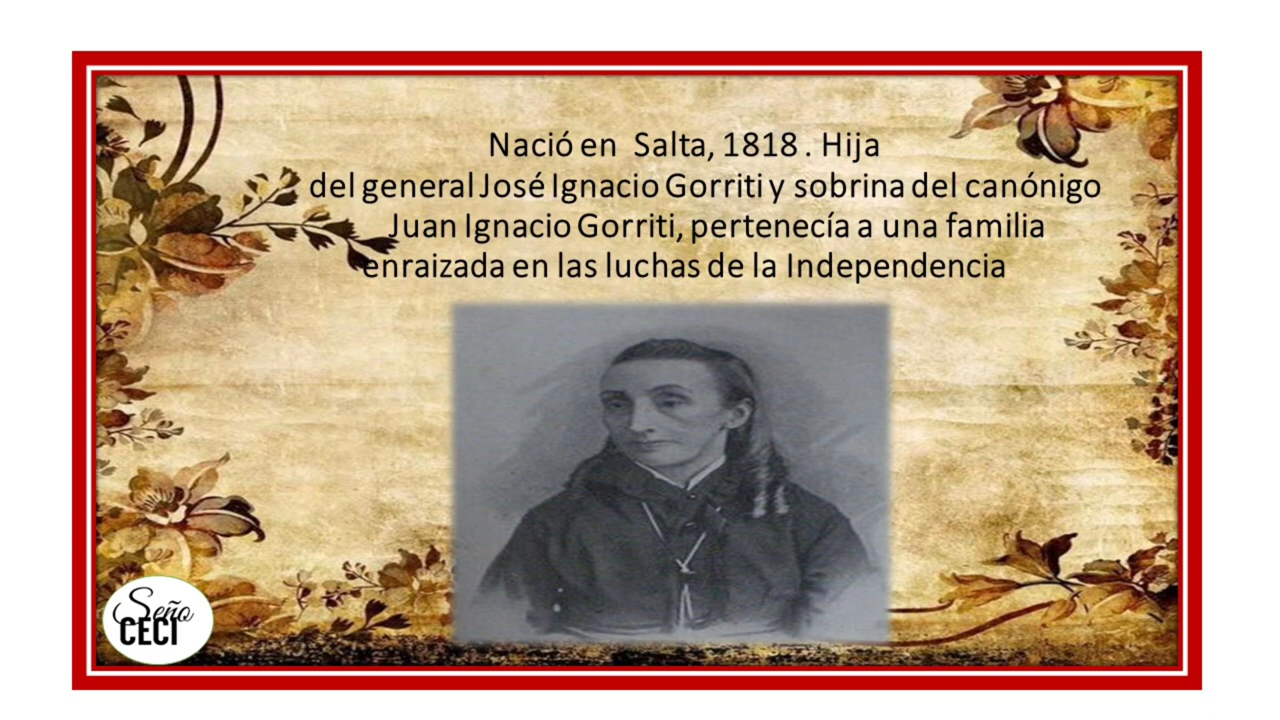 Nació en Salta, 1818 . Hija
del general José Ignacio Gorriti y sobrina del canónigo
Juan Ignacio Gorriti, pertenecía a una familia
enraizada en las luchas de la Independencia
Seño
CECI